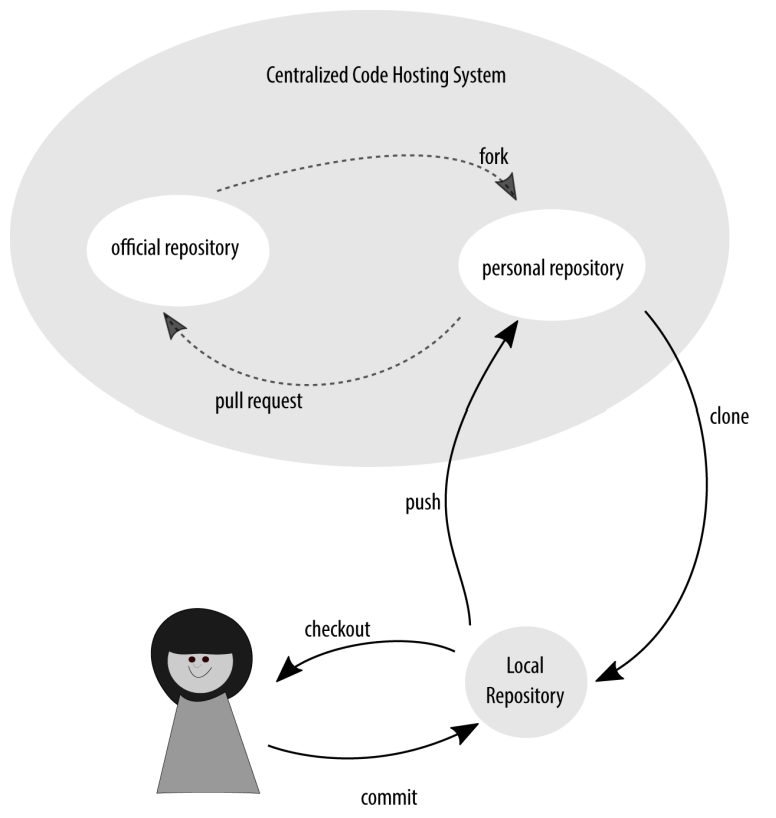 Centralized Code Hosting System
fork
official repository
personal repository
pull request
clone
push
checkout
Local
Repository
commit